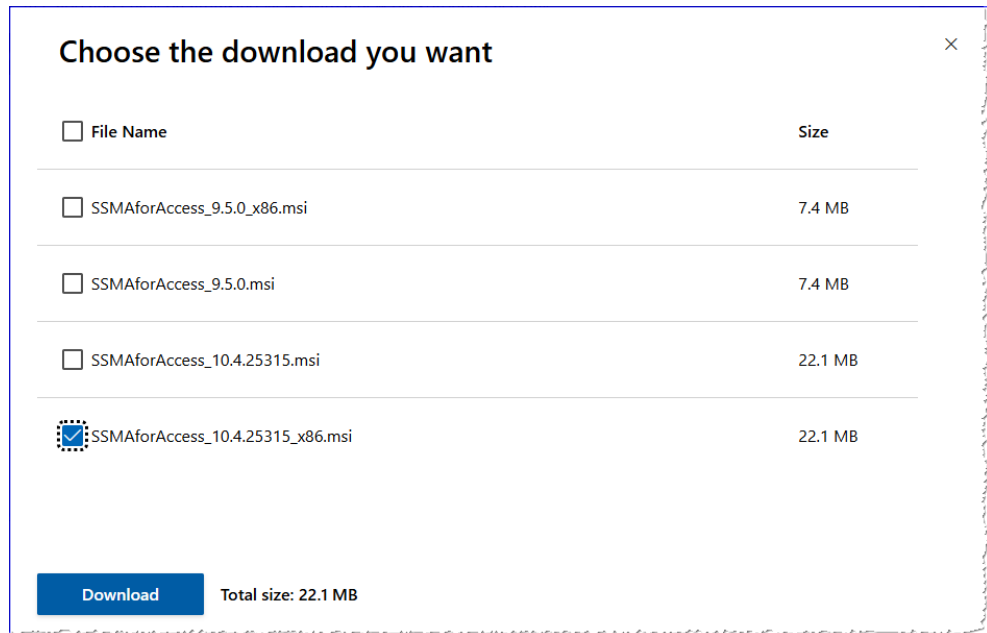 Choose the download you want
File Name Size
SSMAforAccess_9.5.0_x86.msi 7.4 MB
SSMAforAccess_9.5.0.msi 7.4 MB
SSMAforAccess_10.4.25315.msi 22.1 MB
SSMAforAccess_10.4.25315_x86.msi 22.1 MB
Download Total size: 22.1 MB